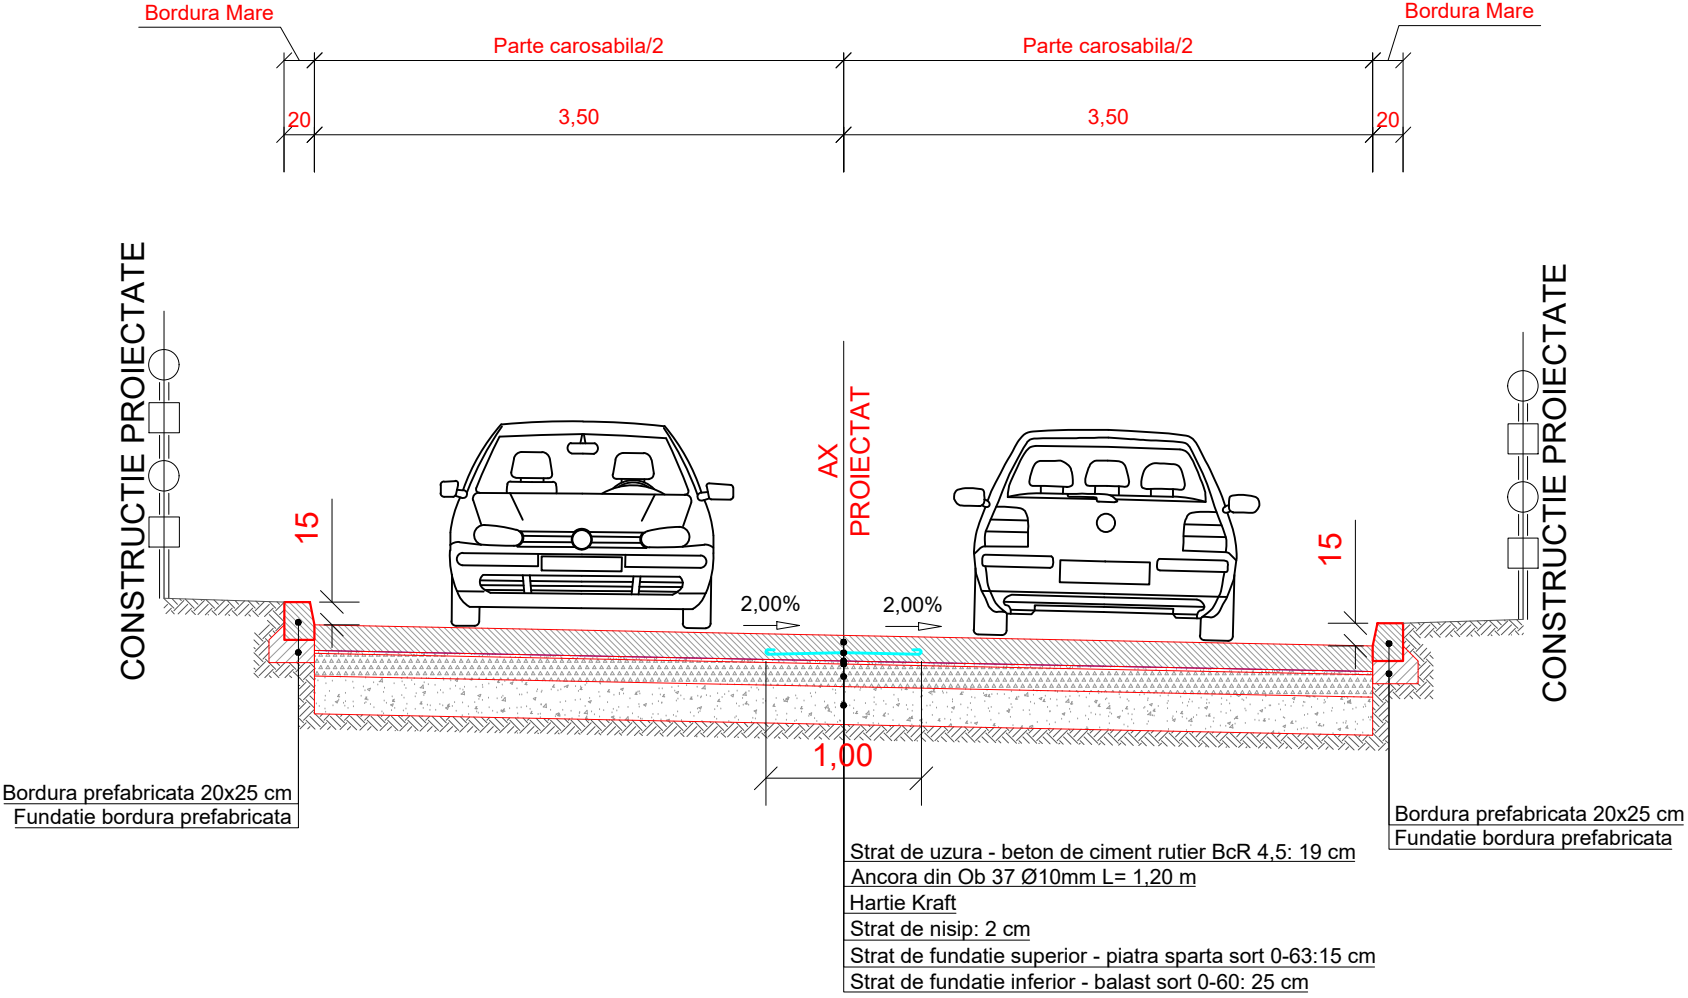 Bordura Mare
Bordura Mare
Parte carosabila/2
Parte carosabila/2
20
3,50
3,50
20
CONSTRUCTIE PROIECTATE
CONSTRUCTIE PROIECTATE
AX
PROIECTAT
15
15
2,00%
2,00%
1,00
Bordura prefabricata 20x25 cm
Fundatie bordura prefabricata
Bordura prefabricata 20x25 cm
Fundatie bordura prefabricata
Strat de uzura - beton de ciment rutier BcR 4,5: 19 cm
Ancora din Ob 37 Ø10mm L= 1,20 m
Hartie Kraft
Strat de nisip: 2 cm
Strat de fundatie superior - piatra sparta sort 0-63:15 cm
Strat de fundatie inferior - balast sort 0-60: 25 cm